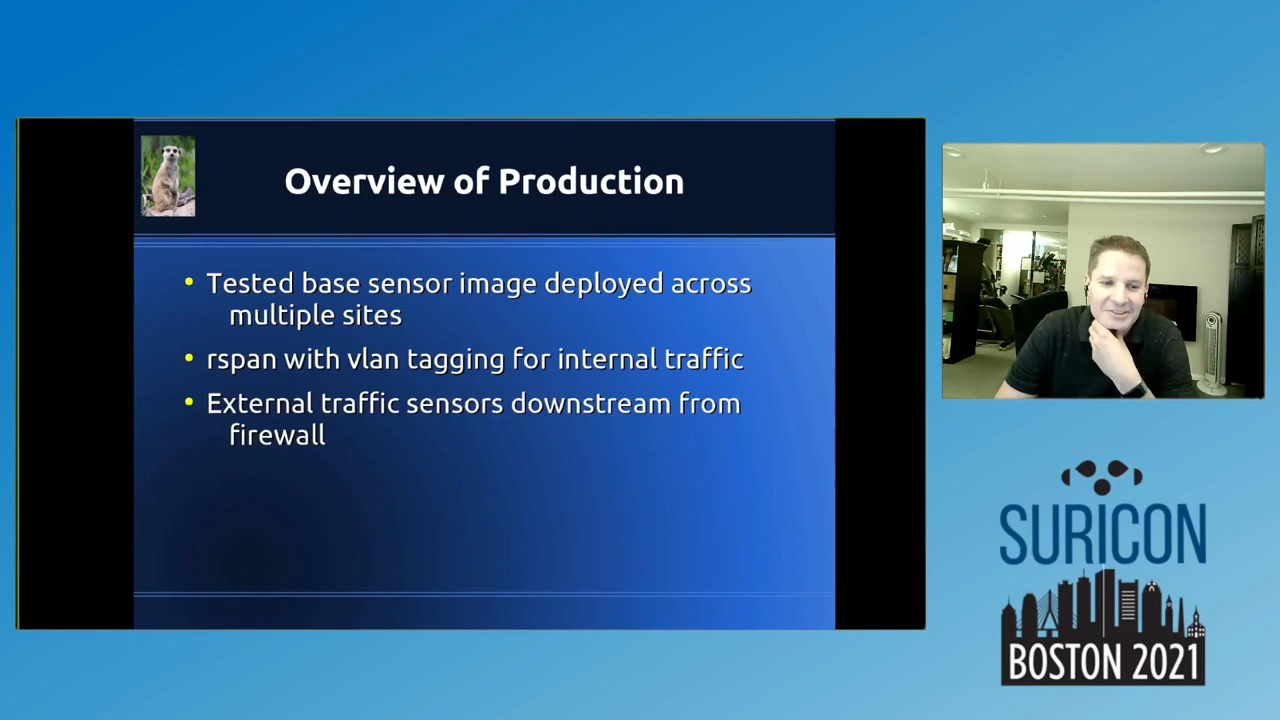 Overview of Production
• Tested base sensor image deployed across
multiple sites
• rspan with vlan tagging for internal traffic
• External traffic sensors downstream from
firewall
SURICON
BOSTON 2021